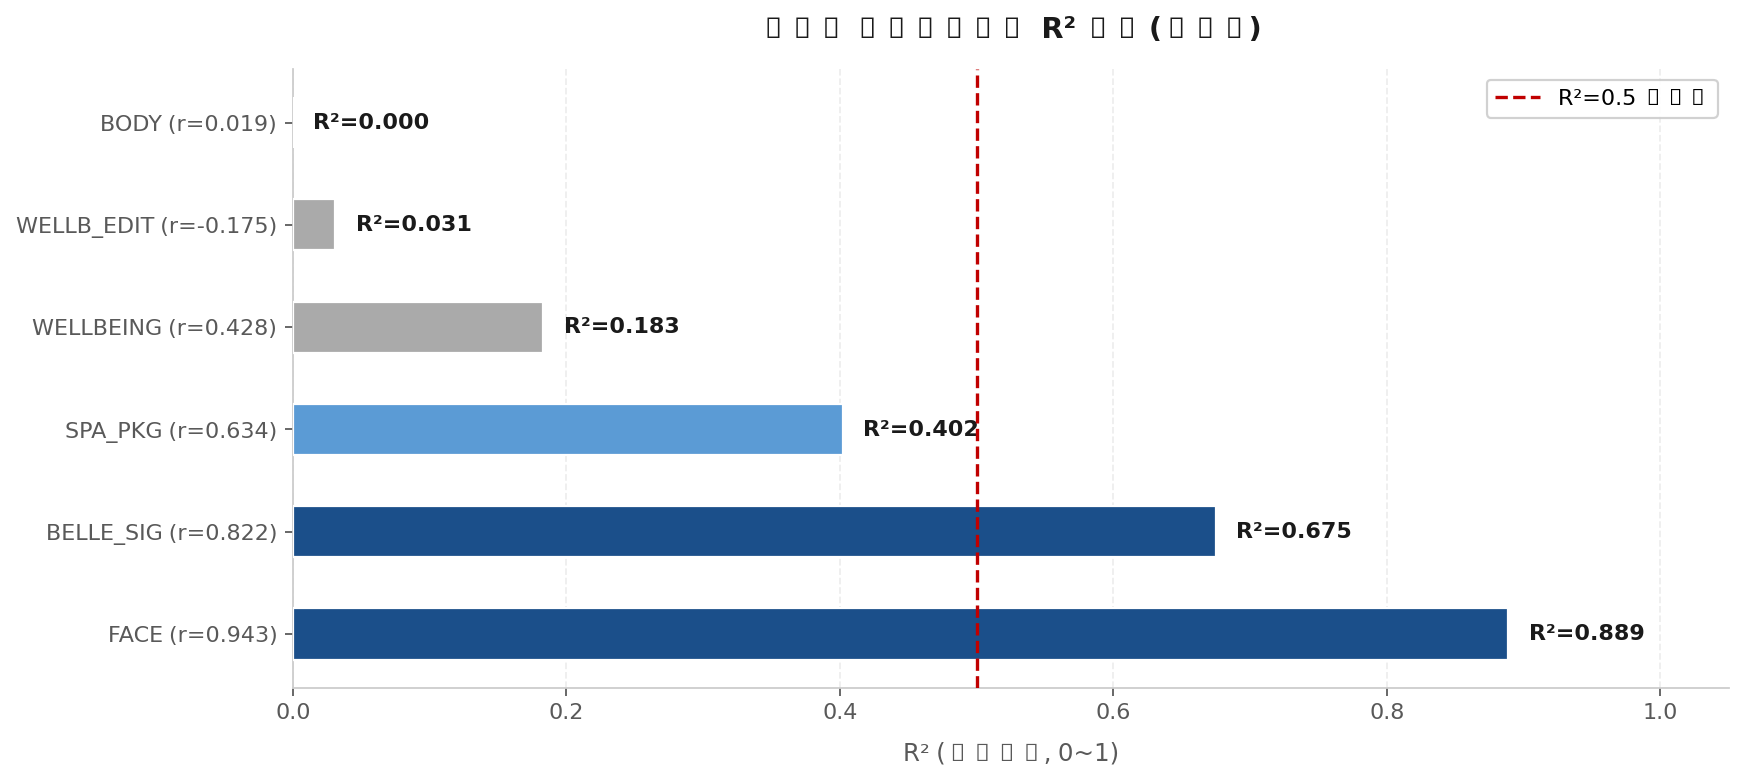 R² ( )
R²=0.5
BODY (r=0.019)
R²=0.000
WELLB_EDIT (r=-0.175)
R²=0.031
WELLBEING (r=0.428)
R²=0.183
SPA_PKG (r=0.634)
R²=0.402
BELLE_SIG (r=0.822)
R²=0.675
FACE (r=0.943)
R²=0.889
0.0 0.2 0.4 0.6 0.8 1.0
R² ( , 0~1)